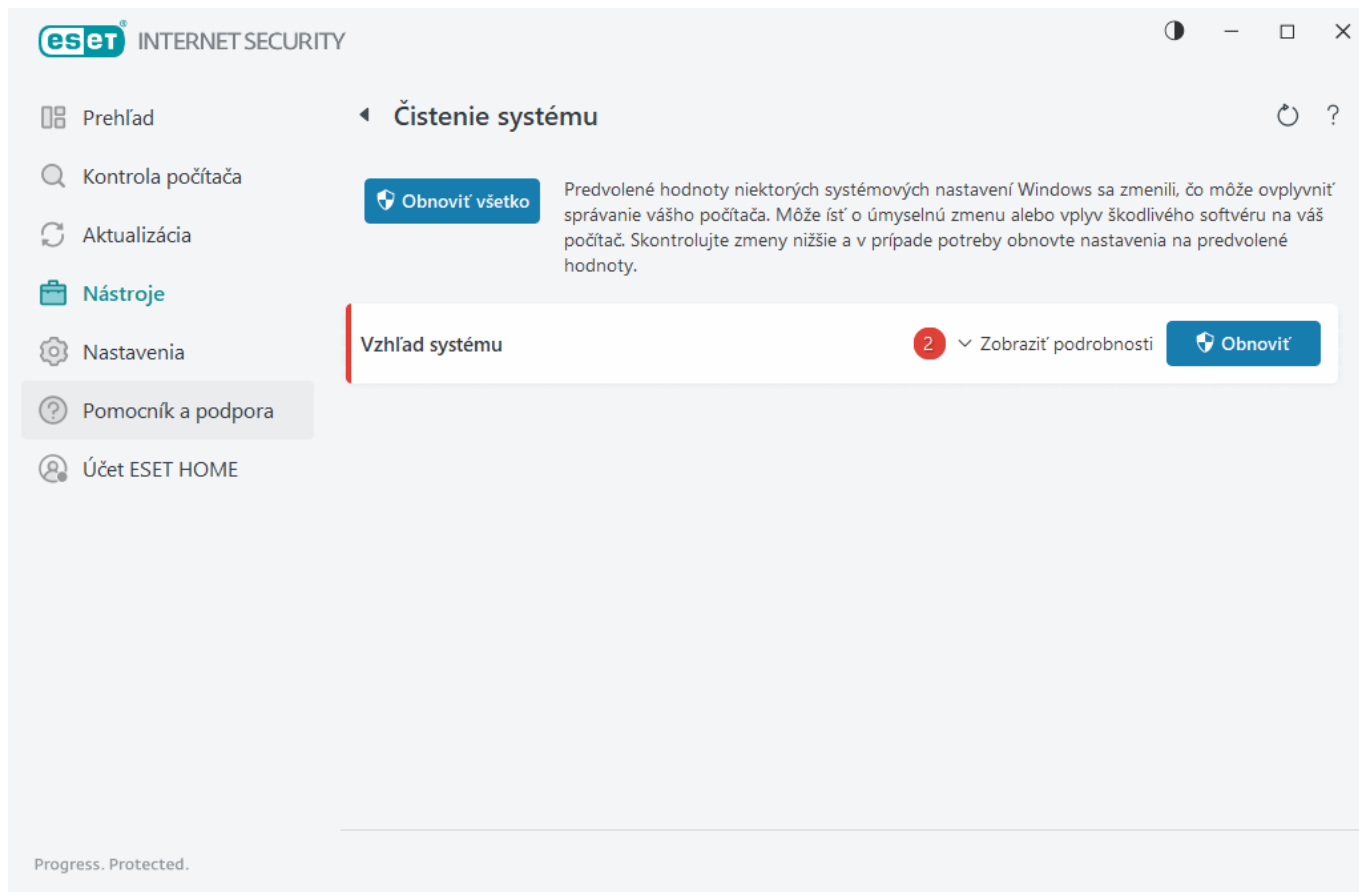 eset® INTERNET SECURITY
Prehľad
Kontrola počítača
Aktualizácia
Nástroje
Nastavenia
Pomocník a podpora
Účet ESET HOME
Čistenie systému
?
Obnoviť všetko
Predvolené hodnoty niektorých systémových nastavení Windows sa zmenili, čo môže ovplyvniť
správanie vášho počítača. Môže ísť o úmyselnú zmenu alebo vplyv škodlivého softvéru na váš
počítač. Skontrolujte zmeny nižšie a v prípade potreby obnovte nastavenia na predvolené
hodnoty.
Vzhľad systému 2 Zobraziť podrobnosti Obnoviť
Progress. Protected.